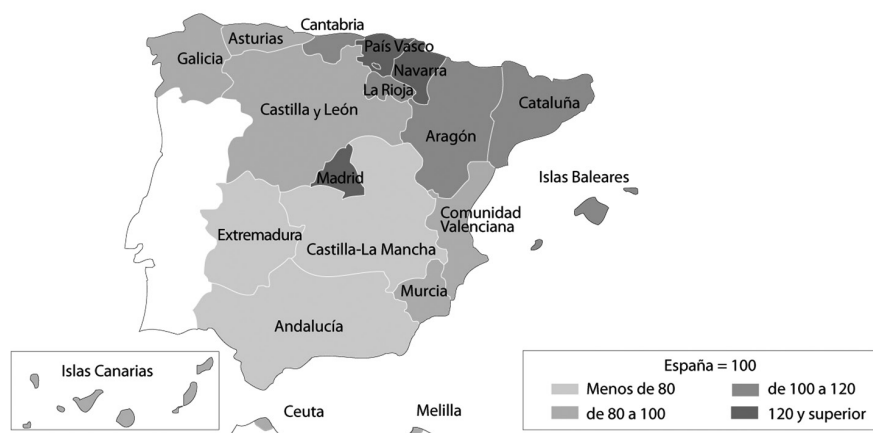 Cantabria
Asturias
País Vasco
Galicia
Navarra
La Rioja
Cataluña
Castilla y León
Aragón
Madrid
Islas Baleares
Comunidad
Valenciana
Extremadura
Castilla-La Mancha
Murcia
Andalucía
Islas Canarias
España = 100
Menos de 80
de 100 a 120
de 80 a 100
120 y superior
Ceuta
Melilla